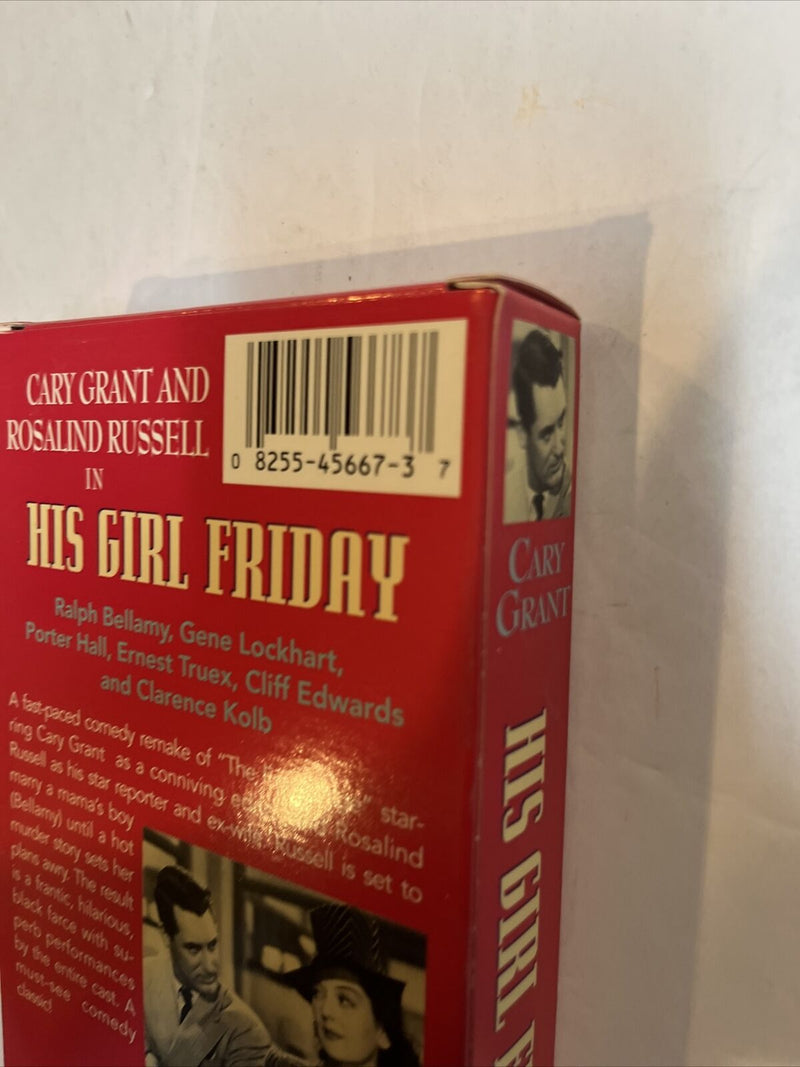 CARY GRANT AND
ROSALIND RUSSELL
IN
HIS GIRL FRIDAY
0 8255-45667-3 7
Ralph Bellamy, Gene Lockhart,
Porter Hall, Ernest Truex, Cliff Edwards
and Clarence Kolb
A fast-paced comedy remake of "The star-
ring Cary Grant as a conniving Rosalind
Russell as his star reporter and ex-wife. Russell is set to
marry a mama's boy
(Bellamy) until a hot
murder story sets her
plans awry. The result
is a frantic, hilarious,
black farce with su-
perb performances
by the entire cast. A
must-see comedy
classic!
CARY
GRANT
HIS GIRL